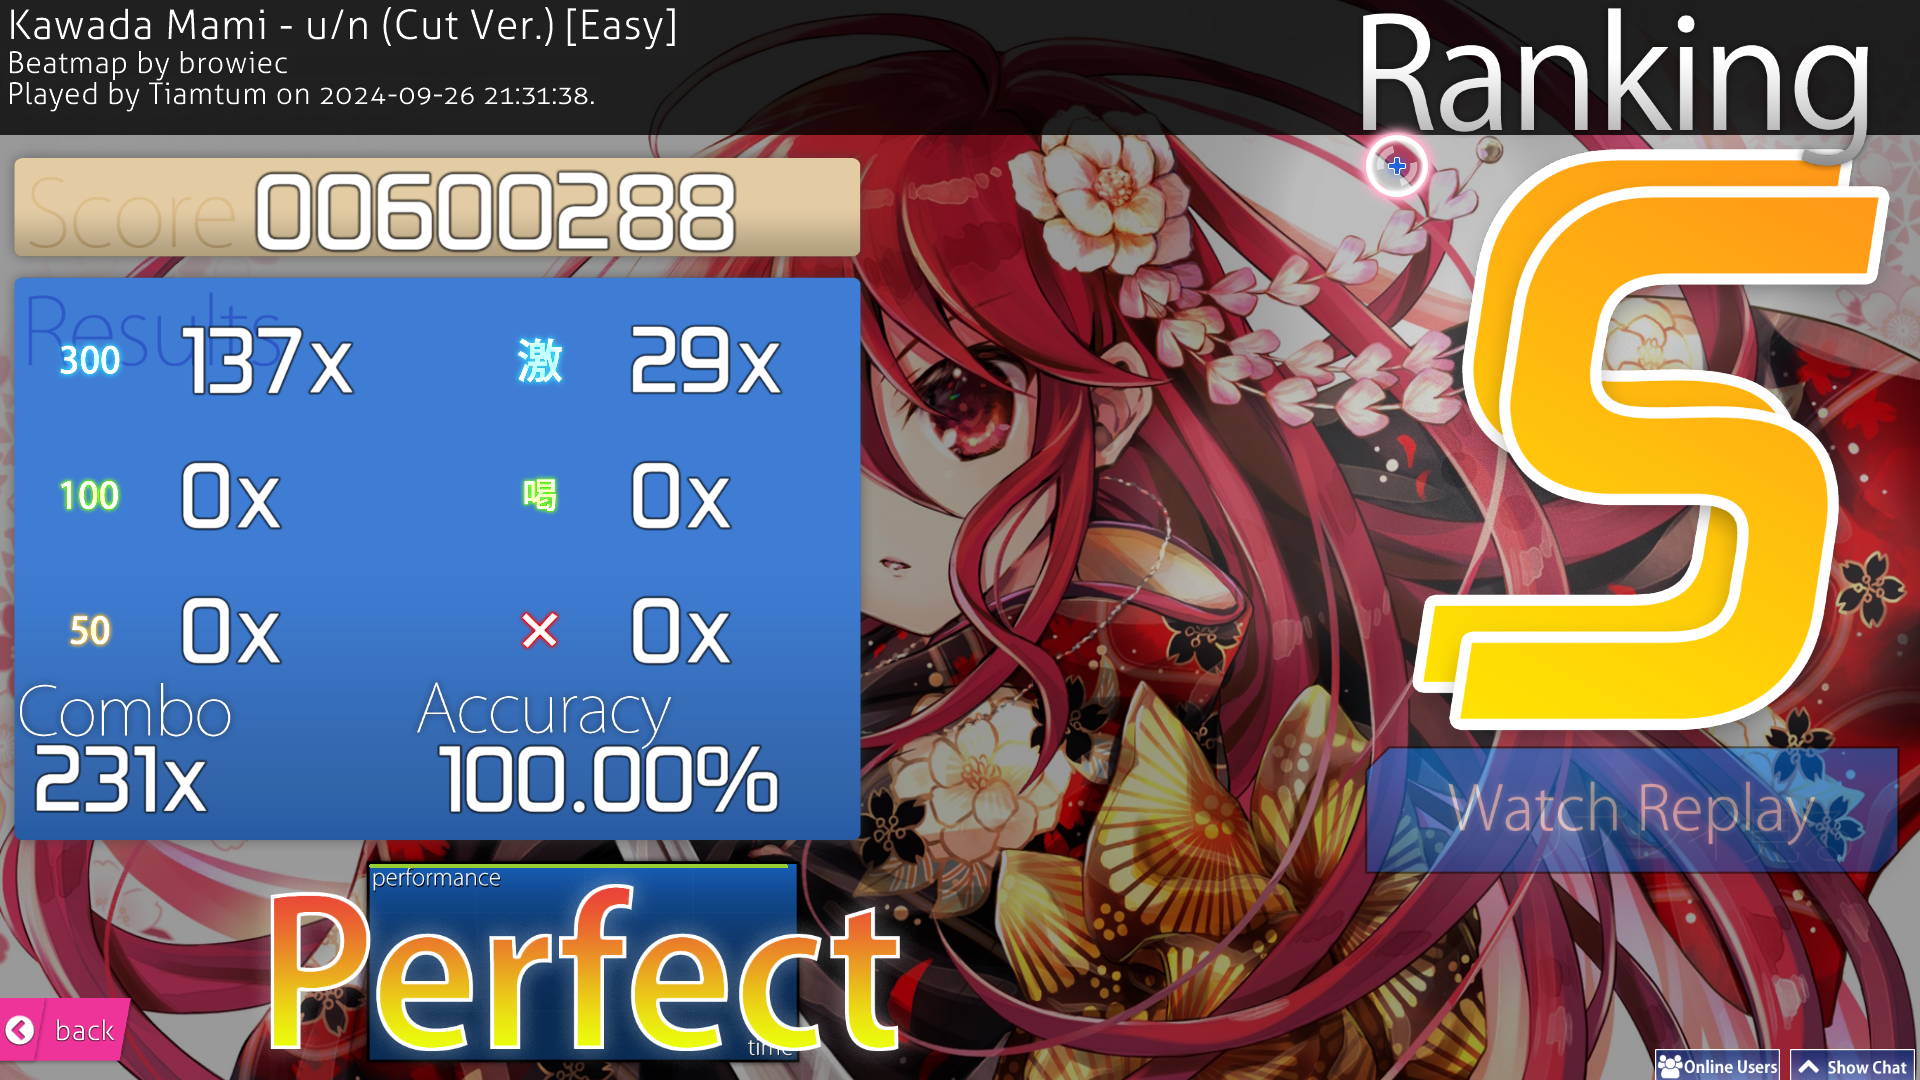 Kawada Mami - u/n (Cut Ver.) [Easy]
Beatmap by browiec
Played by Tiamtum on 2024-09-26 21:31:38.
Ranking
Score 00600288
Results
300 137x 激 29x
100 0x 喝 0x
50 0x 0x
Combo Accuracy
231x 100.00%
Watch Replay
performance
Perfect
time
back
Online Users Show Chat